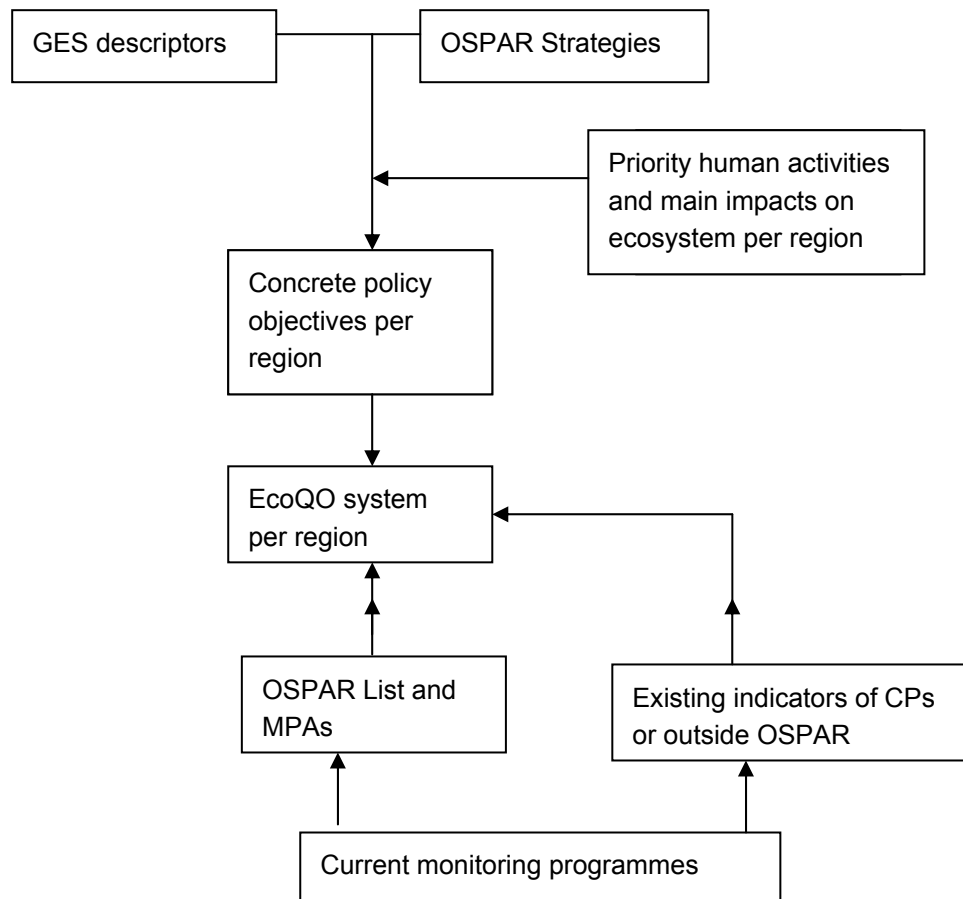 GES descriptors
OSPAR Strategies
Priority human activities
and main impacts on
ecosystem per region
Concrete policy
objectives per
region
EcoQO system
per region
OSPAR List and
MPAs
Existing indicators of CPs
or outside OSPAR
Current monitoring programmes